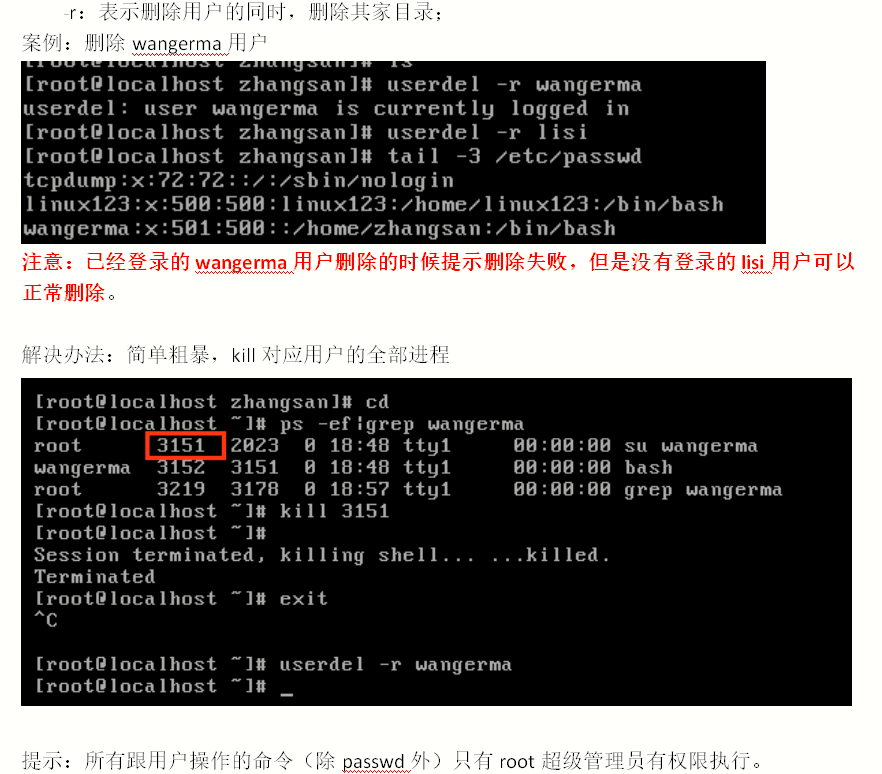 -r：表示删除用户的同时，删除其家目录；
案例：删除 wangerma 用户
[root@localhost zhangsan]# ls
[root@localhost zhangsan]# userdel -r wangerma
userdel: user wangerma is currently logged in
[root@localhost zhangsan]# userdel -r lisi
[root@localhost zhangsan]# tail -3 /etc/passwd
tcpdump:x:72:72::/:/sbin/nologin
linux123:x:500:500:linux123:/home/linux123:/bin/bash
wangerma:x:501:500::/home/zhangsan:/bin/bash
注意：已经登录的 wangerma 用户删除的时候提示删除失败，但是没有登录的 lisi 用户可以
正常删除。
解决办法：简单粗暴，kill 对应用户的全部进程
[root@localhost zhangsan]# cd
[root@localhost ~]# ps -ef|grep wangerma
root 3151 2023 0 18:48 tty1 00:00:00 su wangerma
wangerma 3152 3151 0 18:48 tty1 00:00:00 bash
root 3219 3178 0 18:57 tty1 00:00:00 grep wangerma
[root@localhost ~]# kill 3151
[root@localhost ~]#
Session terminated, killing shell... ...killed.
Terminated
[root@localhost ~]# exit
^C
[root@localhost ~]# userdel -r wangerma
[root@localhost ~]# _
提示：所有跟用户操作的命令（除 passwd 外）只有 root 超级管理员有权限执行。